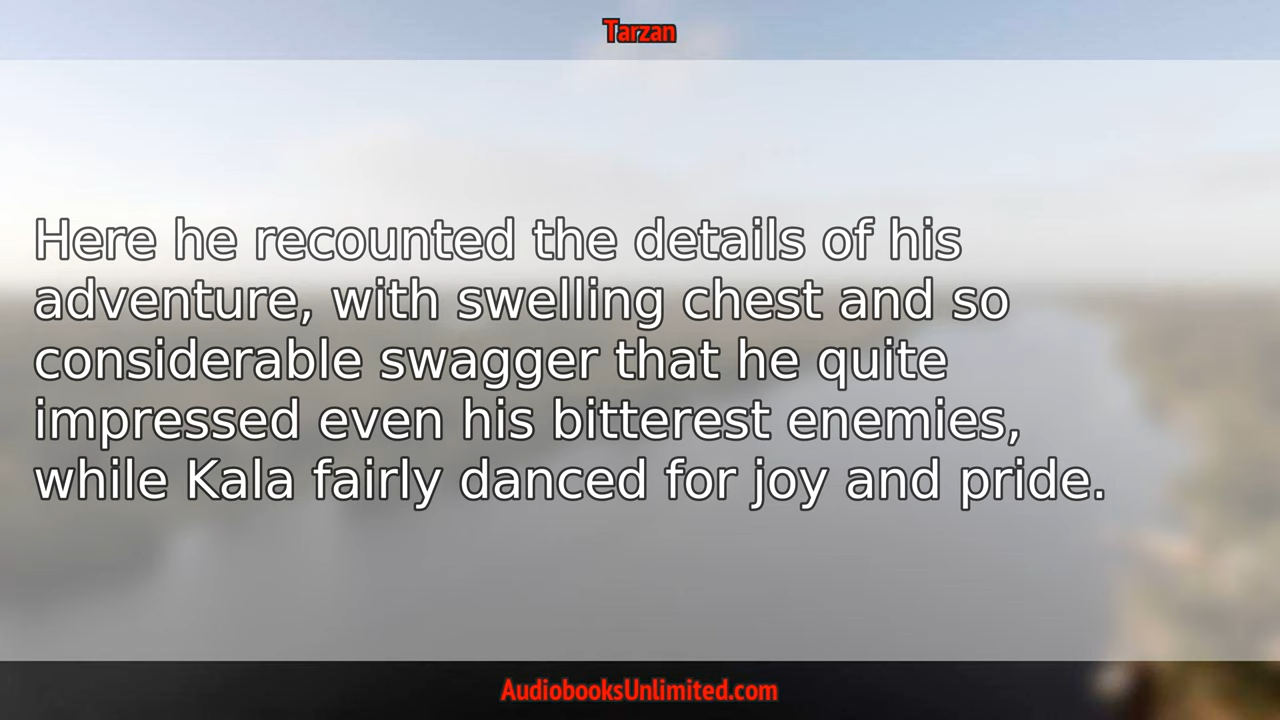 Tarzan
Here he recounted the details of his
adventure, with swelling chest and so
considerable swagger that he quite
impressed even his bitterest enemies,
while Kala fairly danced for joy and pride.
AudiobooksUnlimited.com